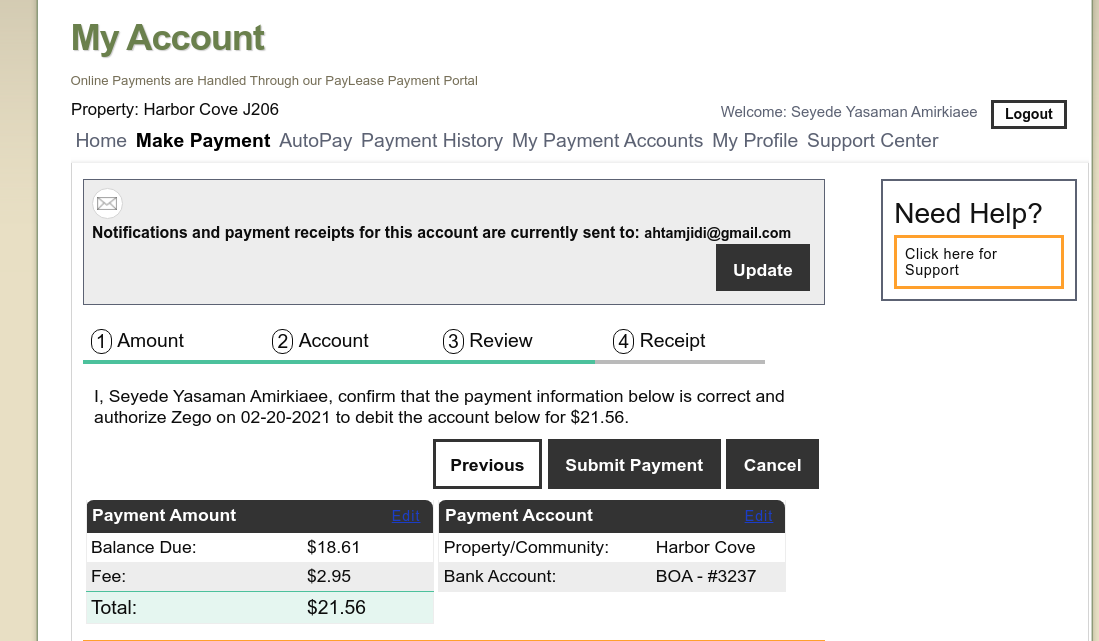 My Account
Online Payments are Handled Through our PayLease Payment Portal
Property: Harbor Cove J206
Welcome: Seyede Yasaman Amirkiaee Logout
Home Make Payment AutoPay Payment History My Payment Accounts My Profile Support Center
Notifications and payment receipts for this account are currently sent to: ahtamjidi@gmail.com
Update
Need Help?
Click here for
Support
1 Amount 2 Account 3 Review 4 Receipt
I, Seyede Yasaman Amirkiaee, confirm that the payment information below is correct and
authorize Zego on 02-20-2021 to debit the account below for $21.56.
Previous Submit Payment Cancel
Payment Amount Edit
Balance Due: $18.61
Fee: $2.95
Total: $21.56
Payment Account Edit
Property/Community: Harbor Cove
Bank Account: BOA - #3237